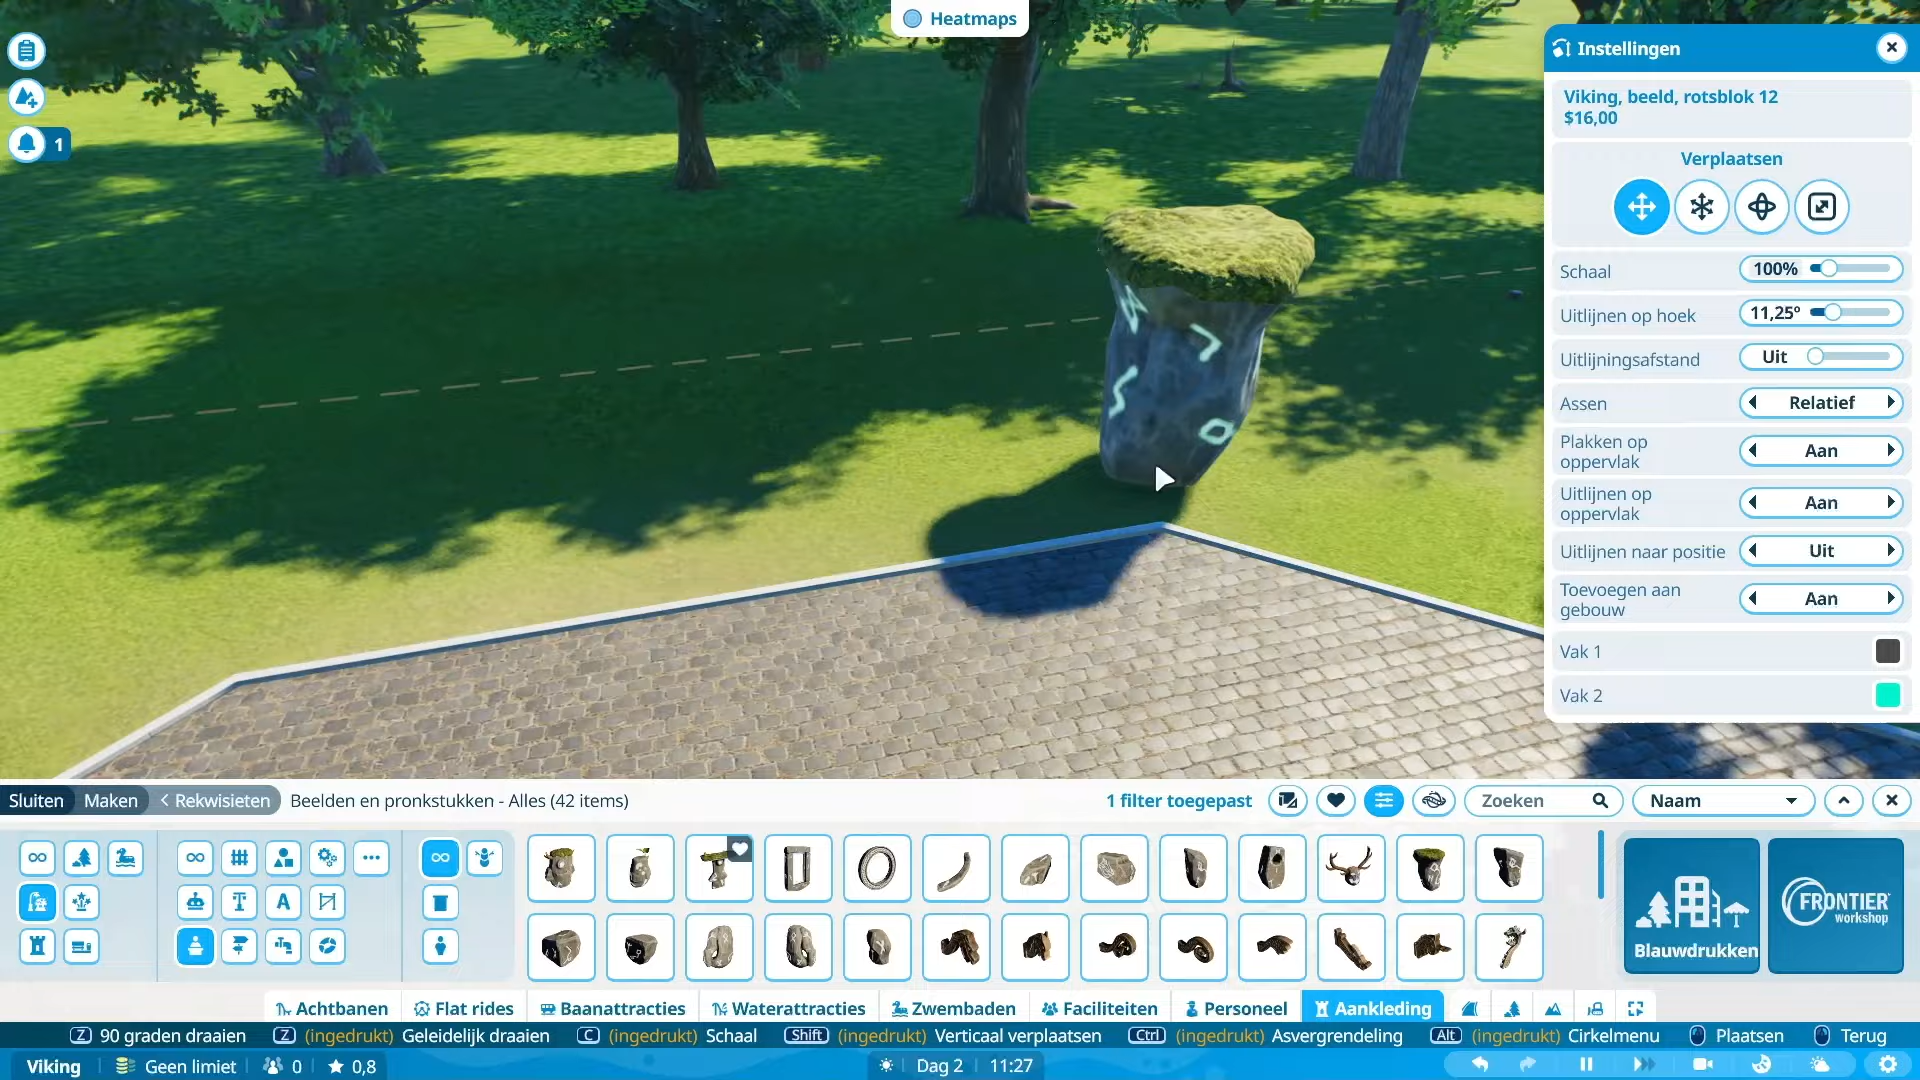 Heatmaps
1
Instellingen
Viking, beeld, rotsblok 12
$16,00
Verplaatsen
Schaal 100%
Uitlijnen op hoek 11,25º
Uitlijningsafstand Uit
Assen Relatief
Plakken op oppervlak Aan
Uitlijnen op oppervlak Aan
Uitlijnen naar positie Uit
Toevoegen aan gebouw Aan
Vak 1
Vak 2
Sluiten Maken Rekwisieten Beelden en pronkstukken - Alles (42 items) 1 filter toegepast Zoeken Naam
Blauwdrukken
FRONTIER workshop
Achtbanen Flat rides Baanattracties Waterattracties Zwembaden Faciliteiten Personeel Aankleding
Z 90 graden draaien Z (ingedrukt) Geleidelijk draaien C (ingedrukt) Schaal Shift (ingedrukt) Verticaal verplaatsen Ctrl (ingedrukt) Asvergrendeling Alt (ingedrukt) Cirkelmenu Plaatsen Terug
Viking Geen limiet 0 0,8 Dag 2 11:27